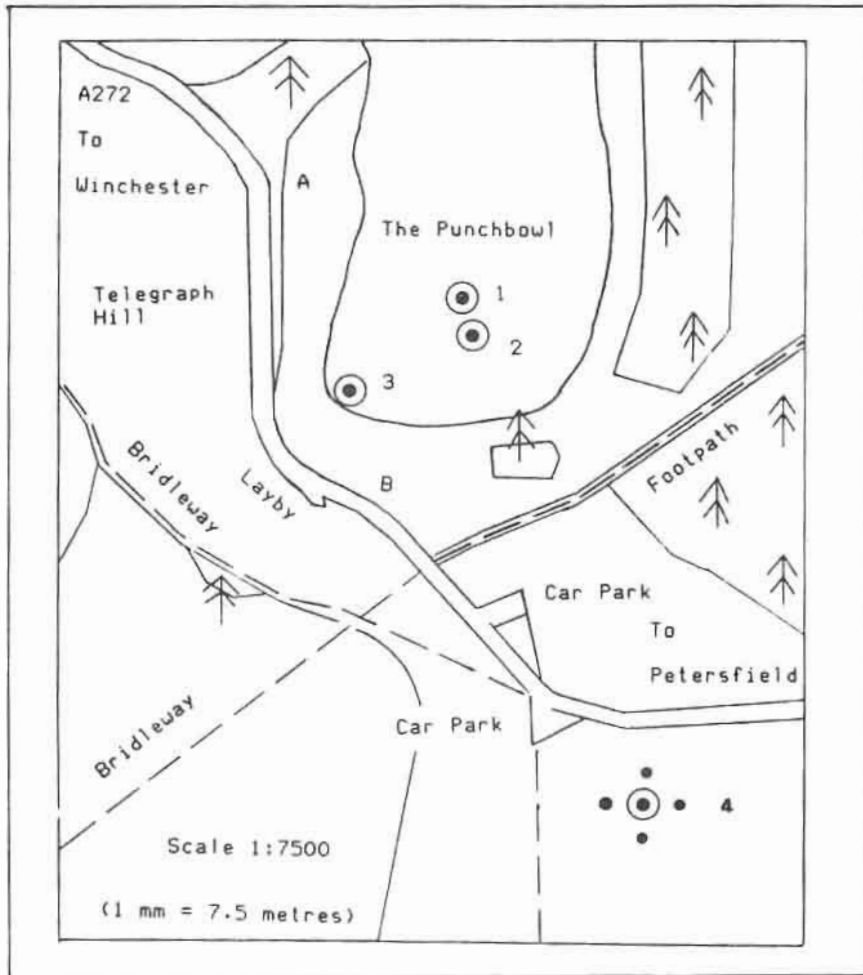 A272
To
Winchester
A
The Punchbowl
1
Telegraph
Hill
2
3
Bridleway
Layby
B
Footpath
Car Park
To
Petersfield
Car Park
Bridleway
4
Scale 1:7500
(1 mm = 7.5 metres)